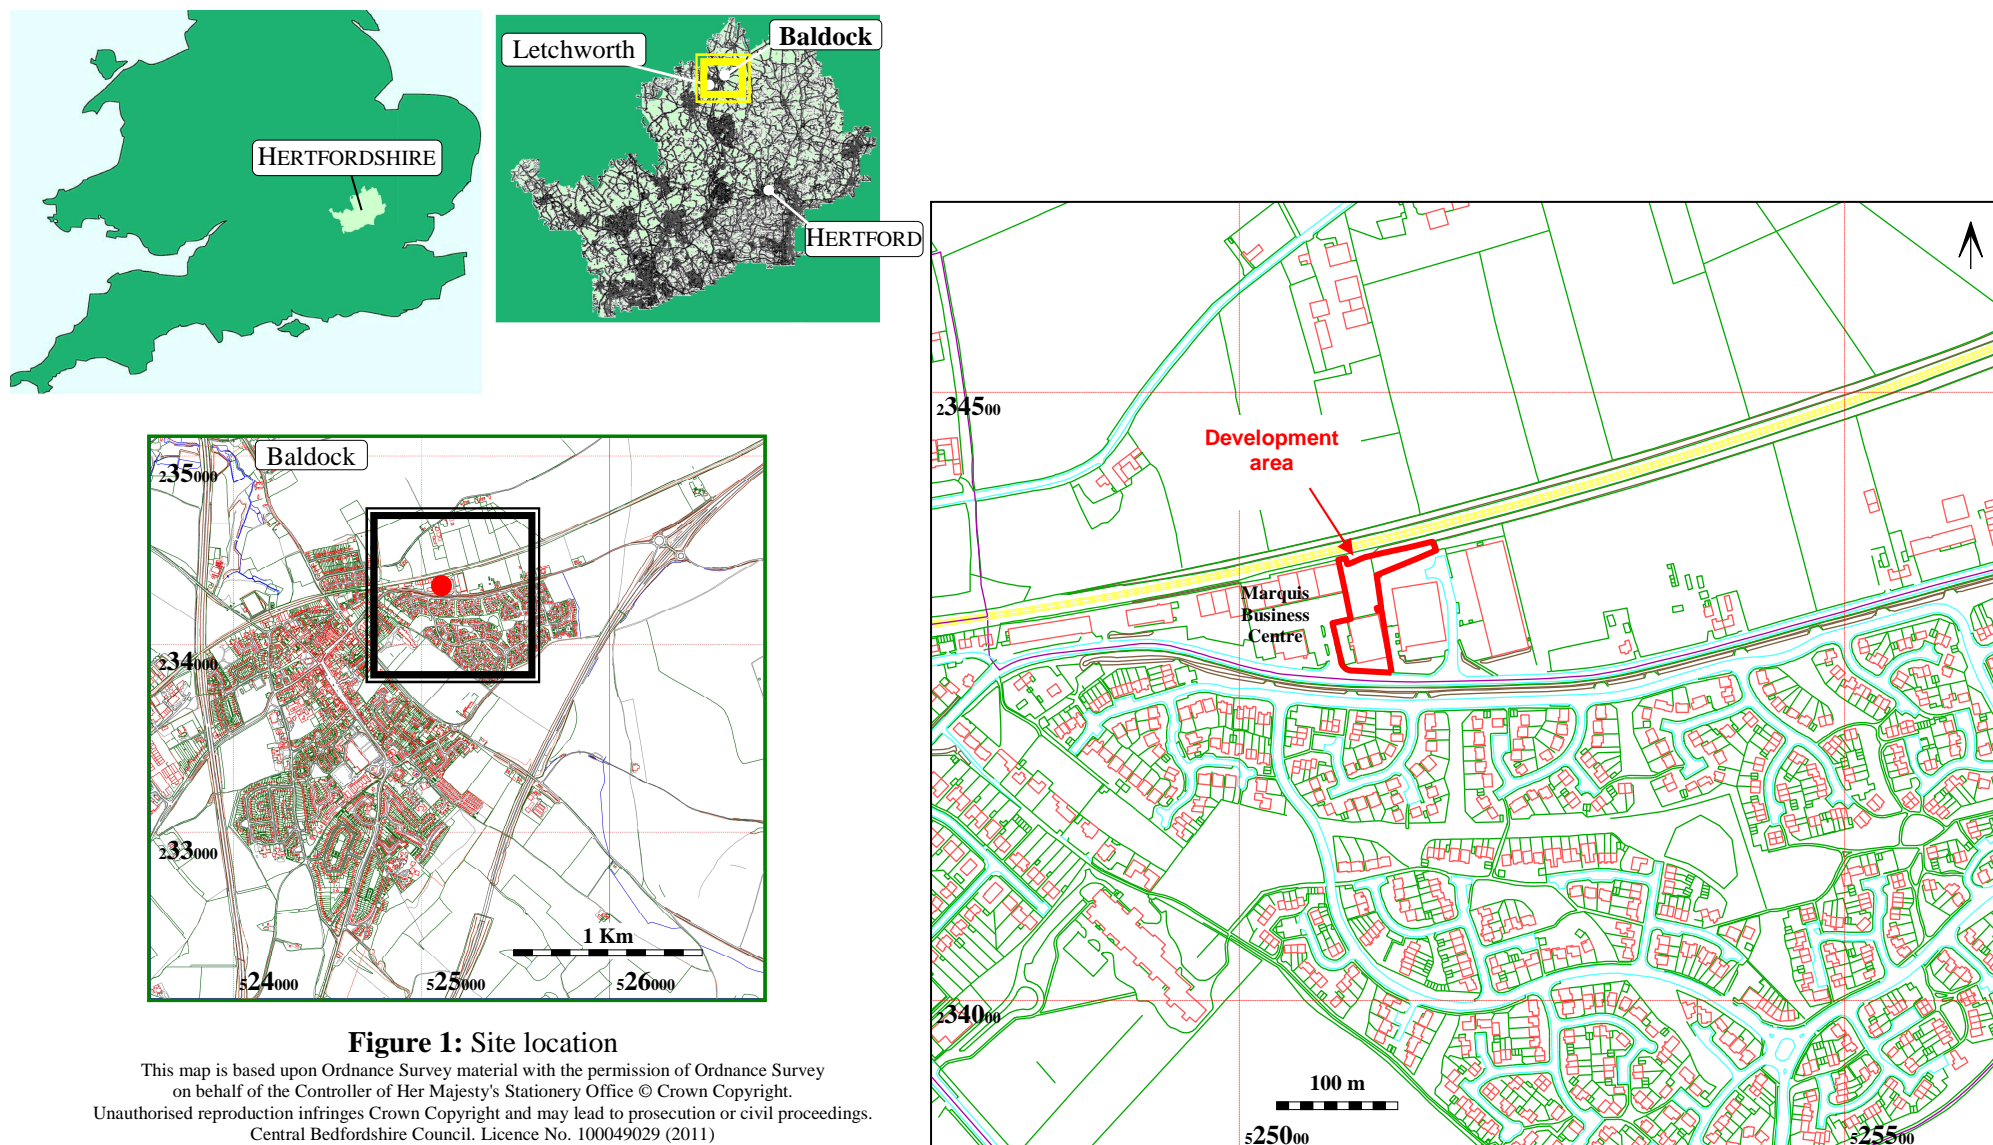 HERTFORDSHIRE
Letchworth
Baldock
HERTFORD
Baldock
235000
234000
233000
1 Km
524000
525000
526000
Figure 1: Site location
This map is based upon Ordnance Survey material with the permission of Ordnance Survey
on behalf of the Controller of Her Majesty's Stationery Office © Crown Copyright.
Unauthorised reproduction infringes Crown Copyright and may lead to prosecution or civil proceedings.
Central Bedfordshire Council. Licence No. 100049029 (2011)
234500
Development
area
Marquis
Business
Centre
234000
100 m
525000
525500